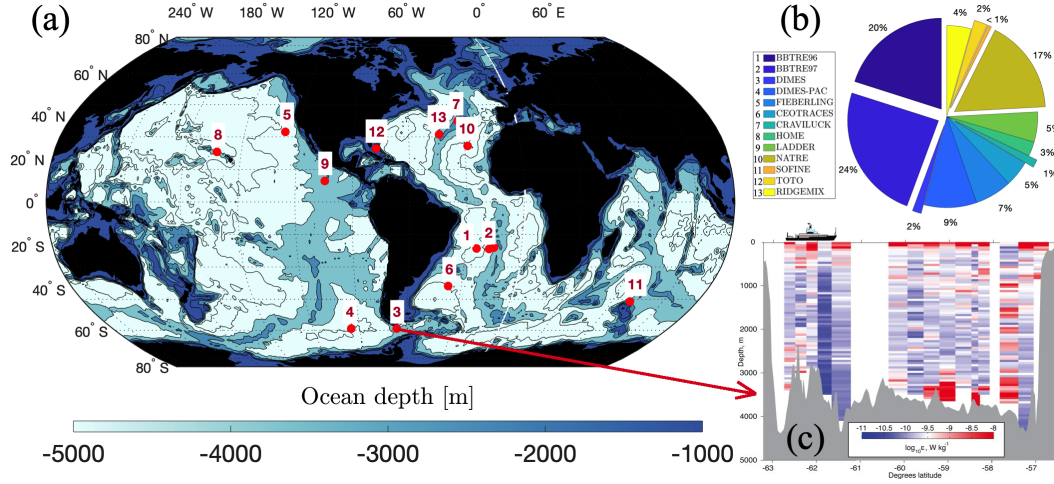 (a)
240° W
180° W
120° W
60° W
0°
60° E
80° N
60° N
40° N
20° N
0°
20° S
40° S
60° S
80° S
8
5
9
12
13
7
10
1
2
6
4
3
11
Ocean depth [m]
-5000
-4000
-3000
-2000
-1000
(b)
1 BBTRE96
2 BBTRE97
3 DIMES
4 DIMES-PAC
5 FIEBERLING
6 CEOTRACES
7 CRAVILUCK
8 HOME
9 LADDER
10 NATRE
11 SOFINE
12 TOTO
13 RIDGEMIX
20%
24%
2%
9%
7%
5%
1%
3%
5%
17%
< 1%
2%
4%
(c)
0
1000
2000
3000
4000
5000
Depth, m
-63
-62
-61
-60
-59
-58
-57
Degrees latitude
-11
-10.5
-10
-9.5
-9
-8.5
-8
log₁₀ε, W kg⁻¹